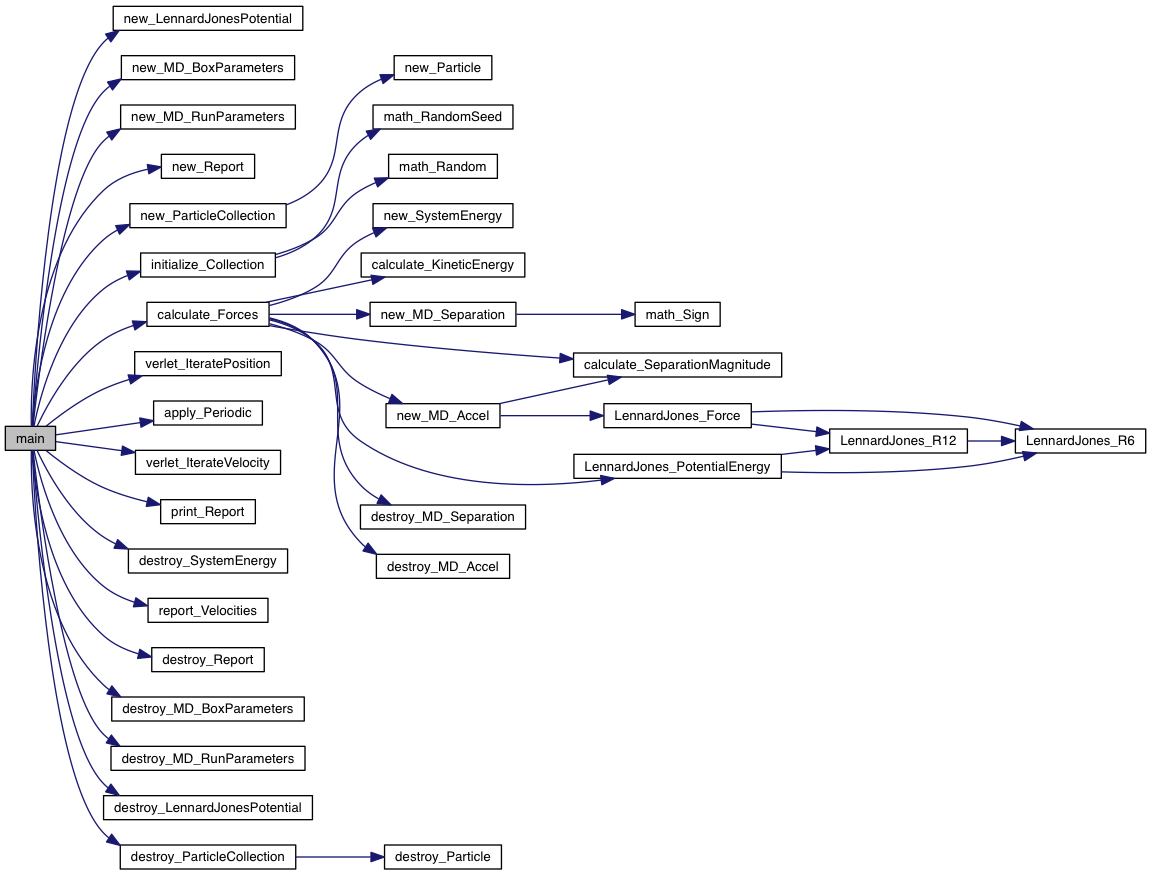 new_LennardJonesPotential
new_MD_BoxParameters
new_Particle
new_MD_RunParameters
math_RandomSeed
new_Report
math_Random
new_ParticleCollection
new_SystemEnergy
initialize_Collection
calculate_KineticEnergy
calculate_Forces
new_MD_Separation
math_Sign
verlet_IteratePosition
calculate_SeparationMagnitude
apply_Periodic
new_MD_Accel
LennardJones_Force
main
LennardJones_R12
LennardJones_R6
verlet_IterateVelocity
LennardJones_PotentialEnergy
print_Report
destroy_MD_Separation
destroy_SystemEnergy
destroy_MD_Accel
report_Velocities
destroy_Report
destroy_MD_BoxParameters
destroy_MD_RunParameters
destroy_LennardJonesPotential
destroy_ParticleCollection
destroy_Particle